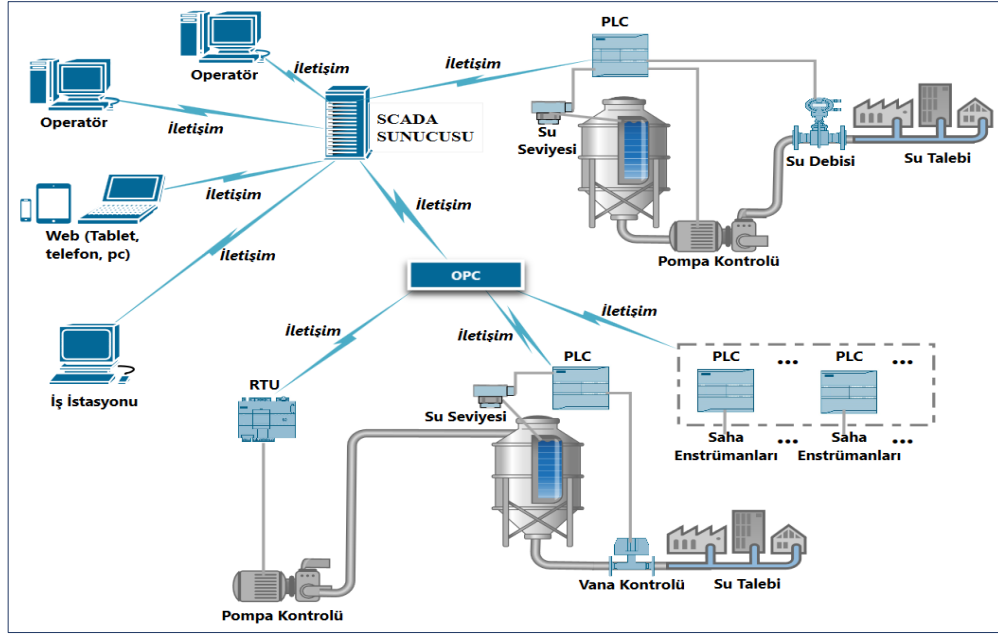 PLC
Operatör
İletişim
İletişim
Operatör
İletişim
SCADA
SUNUCUSU
Su
Seviyesi
Su Debisi
Su Talebi
İletişim
İletişim
Web (Tablet,
telefon, pc)
İletişim
Pompa Kontrolü
OPC
İletişim
İletişim
İletişim
PLC
PLC
...
PLC
...
İş İstasyonu
RTU
Su Seviyesi
Saha
Enstrümanları
...
Saha
Enstrümanları
...
Vana Kontrolü
Su Talebi
Pompa Kontrolü